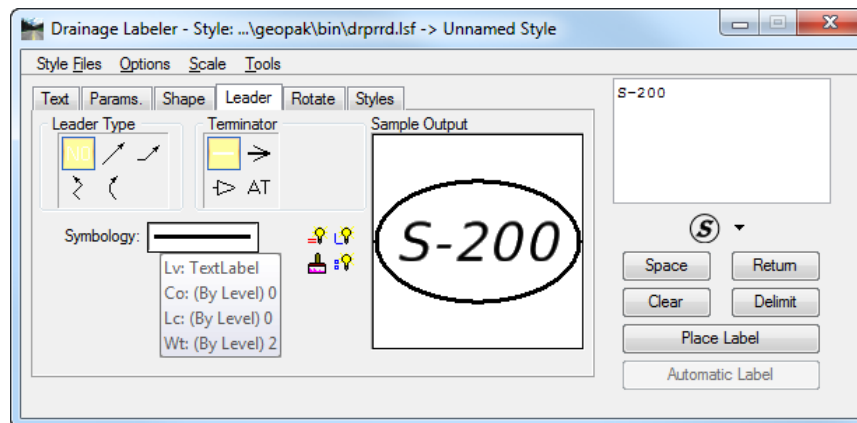 Drainage Labeler - Style: ...\geopak\bin\drprrd.lsf -> Unnamed Style
Style Files Options Scale Tools
Text Params. Shape Leader Rotate Styles
Leader Type
NO
Terminator
AT
Sample Output
S-200
Symbology:
Lv: TextLabel
Co: (By Level) 0
Lc: (By Level) 0
Wt: (By Level) 2
S-200
S
Space Return
Clear Delimit
Place Label
Automatic Label